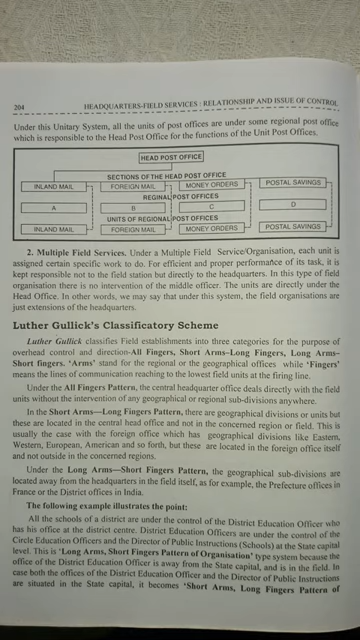 204
HEADQUARTERS-FIELD SERVICES : RELATIONSHIP AND ISSUE OF CONTROL
Under this Unitary System, all the units of post offices are under some regional post office
which is responsible to the Head Post Office for the functions of the Unit Post Offices.
HEAD POST OFFICE
SECTIONS OF THE HEAD POST OFFICE
INLAND MAIL FOREIGN MAIL MONEY ORDERS POSTAL SAVINGS
REGINAL POST OFFICES
A B C D
UNITS OF REGIONAL POST OFFICES
INLAND MAIL FOREIGN MAIL MONEY ORDERS POSTAL SAVINGS
2. Multiple Field Services. Under a Multiple Field Service/Organisation, each unit is
assigned certain specific work to do. For efficient and proper performance of its task, it is
kept responsible not to the field station but directly to the headquarters. In this type of field
organisation there is no intervention of the middle officer. The units are directly under the
Head Office. In other words, we may say that under this system, the field organisations are
just extensions of the headquarters.
Luther Gullick's Classificatory Scheme
Luther Gullick classifies Field establishments into three categories for the purpose of
overhead control and direction-All Fingers, Short Arms-Long Fingers, Long Arms-
Short fingers. 'Arms' stand for the regional or the geographical offices while 'Fingers'
means the lines of communication reaching to the lowest field units at the firing line.
Under the All Fingers Pattern, the central headquarter office deals directly with the field
units without the intervention of any geographical or regional sub-divisions anywhere.
In the Short Arms—Long Fingers Pattern, there are geographical divisions or units but
these are located in the central head office and not in the concerned region or field. This is
usually the case with the foreign office which has geographical divisions like Eastern,
Western, European, American and so forth, but these are located in the foreign office itself
and not outside in the concerned regions.
Under the Long Arms—Short Fingers Pattern, the geographical sub-divisions are
located away from the headquarters in the field itself, as for example, the Prefecture offices in
France or the District offices in India.
The following example illustrates the point:
All the schools of a district are under the control of the District Education Officer who
has his office at the district centre. District Education Officers are under the control of the
Circle Education Officers and the Director of Public Instructions (Schools) at the State capital
level. This is 'Long Arms, Short Fingers Pattern of Organisation' type system because the
office of the District Education Officer is away from the State capital, and is in the field. In
case both the offices of the District Education Officer and the Director of Public Instructions
are situated in the State capital, it becomes 'Short Arms, Long Fingers Pattern of